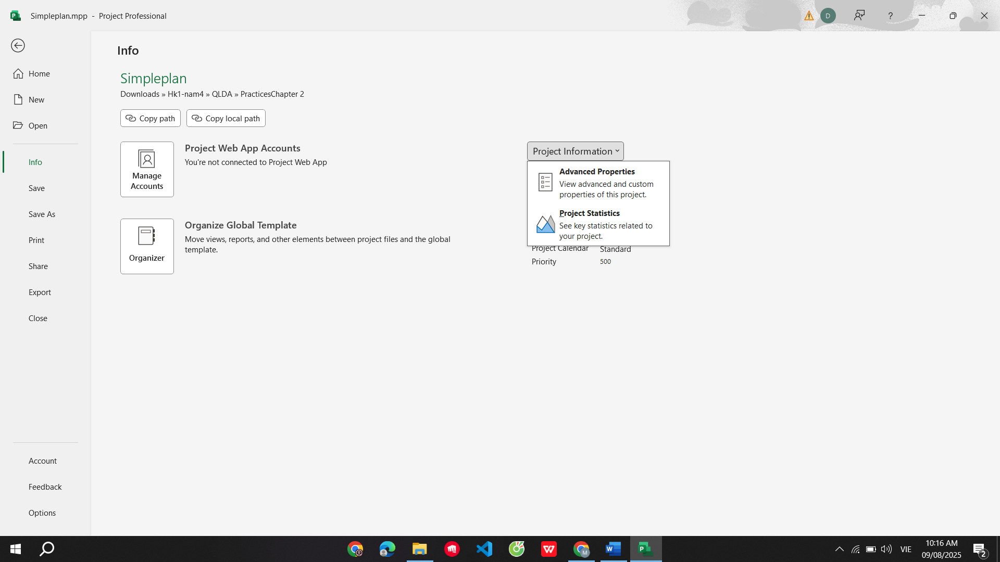 Simpleplan.mpp - Project Professional
D
?
Info
Home
New
Open
Info
Save
Save As
Print
Share
Export
Close
Account
Feedback
Options
Simpleplan
Downloads » Hk1-nam4 » QLDA » PracticesChapter 2
Copy path
Copy local path
Manage
Accounts
Project Web App Accounts
You're not connected to Project Web App
Organizer
Organize Global Template
Move views, reports, and other elements between project files and the global
template.
Project Information
Advanced Properties
View advanced and custom
properties of this project.
Project Statistics
See key statistics related to
your project.
Project Calendar Standard
Priority 500
M
VIE
10:16 AM
09/08/2025
2